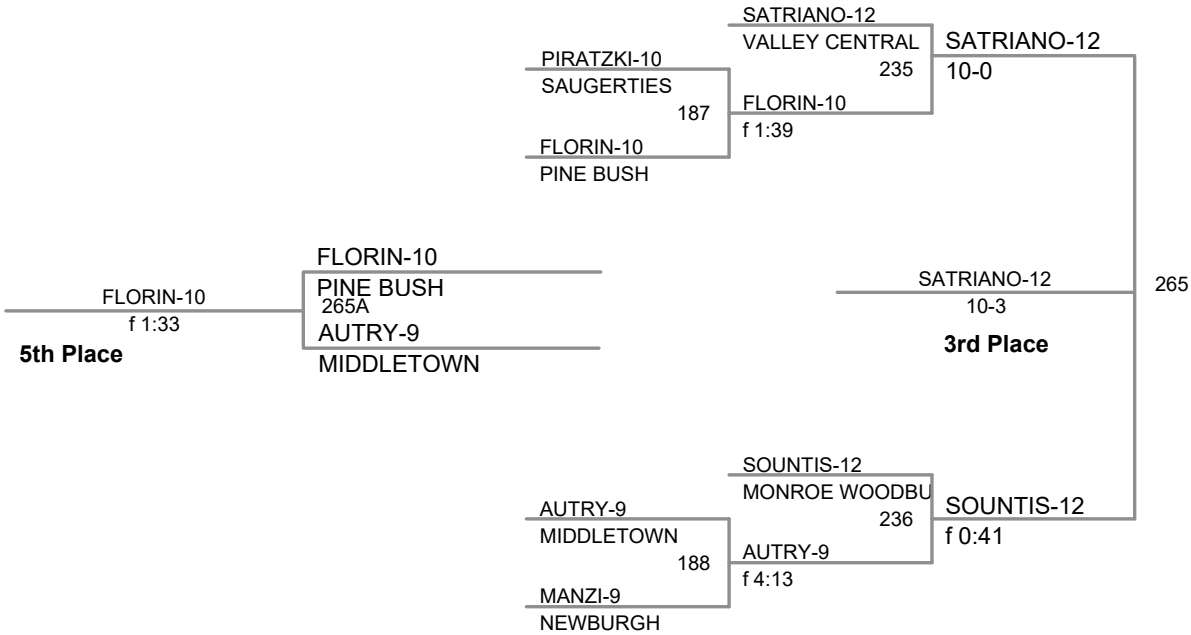 SATRIANO-12
VALLEY CENTRAL
235
SATRIANO-12
10-0
PIRATZKI-10
SAUGERTIES
187
FLORIN-10
f 1:39
FLORIN-10
PINE BUSH
FLORIN-10
PINE BUSH
265A
AUTRY-9
MIDDLETOWN
FLORIN-10
f 1:33
5th Place
SATRIANO-12
10-3
3rd Place
265
SOUNTIS-12
MONROE WOODBU
236
SOUNTIS-12
f 0:41
AUTRY-9
MIDDLETOWN
188
AUTRY-9
f 4:13
MANZI-9
NEWBURGH